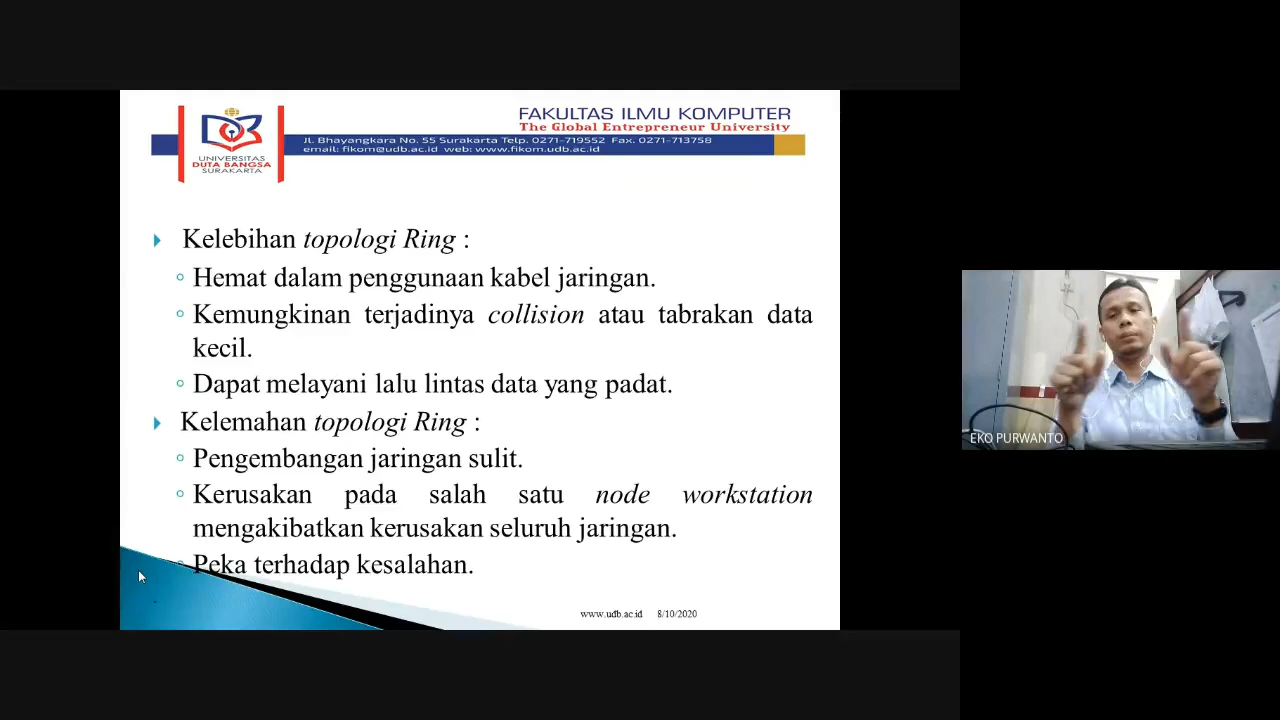 FAKULTAS ILMU KOMPUTER
The Global Entrepreneur University
JL. Bhayangkara No. 55 Surakarta Telp. 0271-719552 Fax. 0271-713758
email: fikom@udb.ac.id web: www.fikom.udb.ac.id
UNIVERSITAS
DUTA BANGSA
SURAKARTA
Kelebihan topologi Ring :
Hemat dalam penggunaan kabel jaringan.
Kemungkinan terjadinya collision atau tabrakan data
kecil.
Dapat melayani lalu lintas data yang padat.
Kelemahan topologi Ring :
Pengembangan jaringan sulit.
Kerusakan pada salah satu node workstation
mengakibatkan kerusakan seluruh jaringan.
Peka terhadap kesalahan.
www.udb.ac.id 8/10/2020
EKO PURWANTO